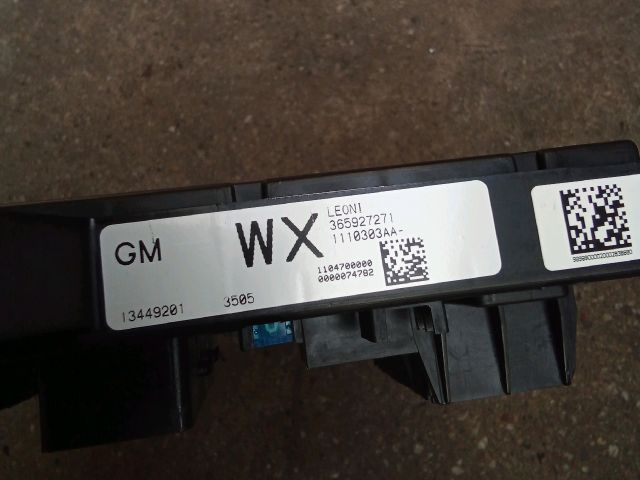 GM
WX
LEONI
365927271
1110303AA-
1104700000
0000074782
13449201
3505